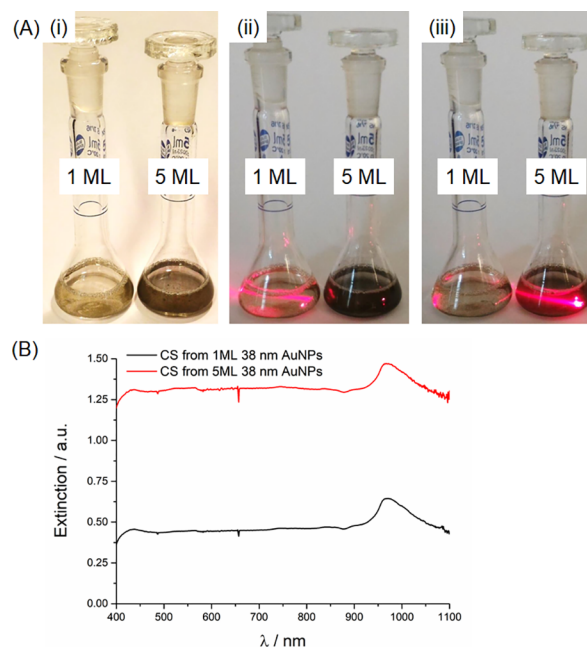 (A) (i) (ii) (iii)
5ml 5ml
1 ML 5 ML 1 ML 5 ML 1 ML 5 ML
(B)
CS from 1ML 38 nm AuNPs
CS from 5ML 38 nm AuNPs
1.50
1.25
1.00
0.75
0.50
0.25
0.00
Extinction / a.u.
400 500 600 700 800 900 1000 1100
λ / nm